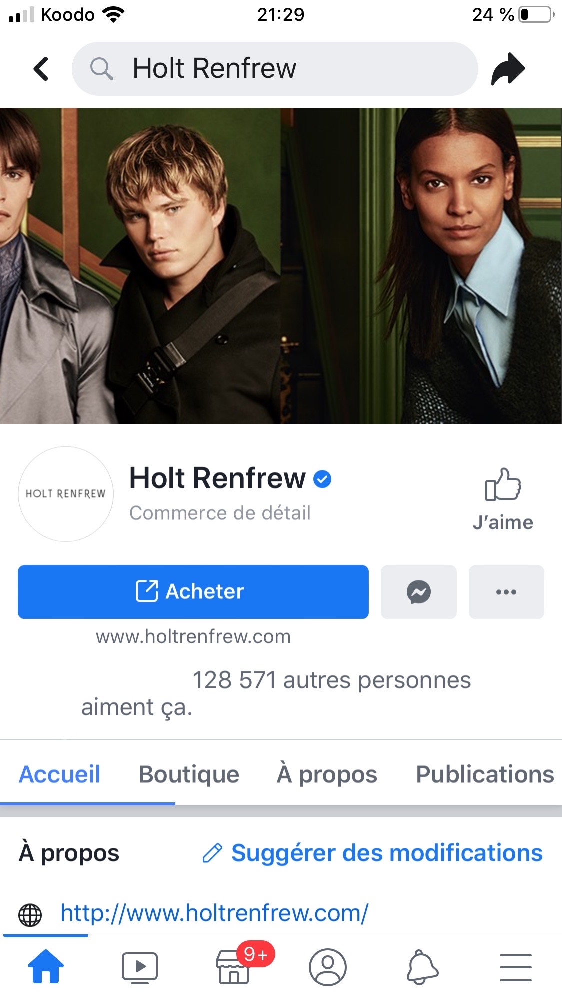 Koodo 21:29 24 %
Holt Renfrew
HOLT RENFREW
Holt Renfrew
Commerce de détail
J'aime
Acheter
www.holtrenfrew.com
128 571 autres personnes
aiment ça.
Accueil Boutique À propos Publications
À propos Suggérer des modifications
http://www.holtrenfrew.com/
9+